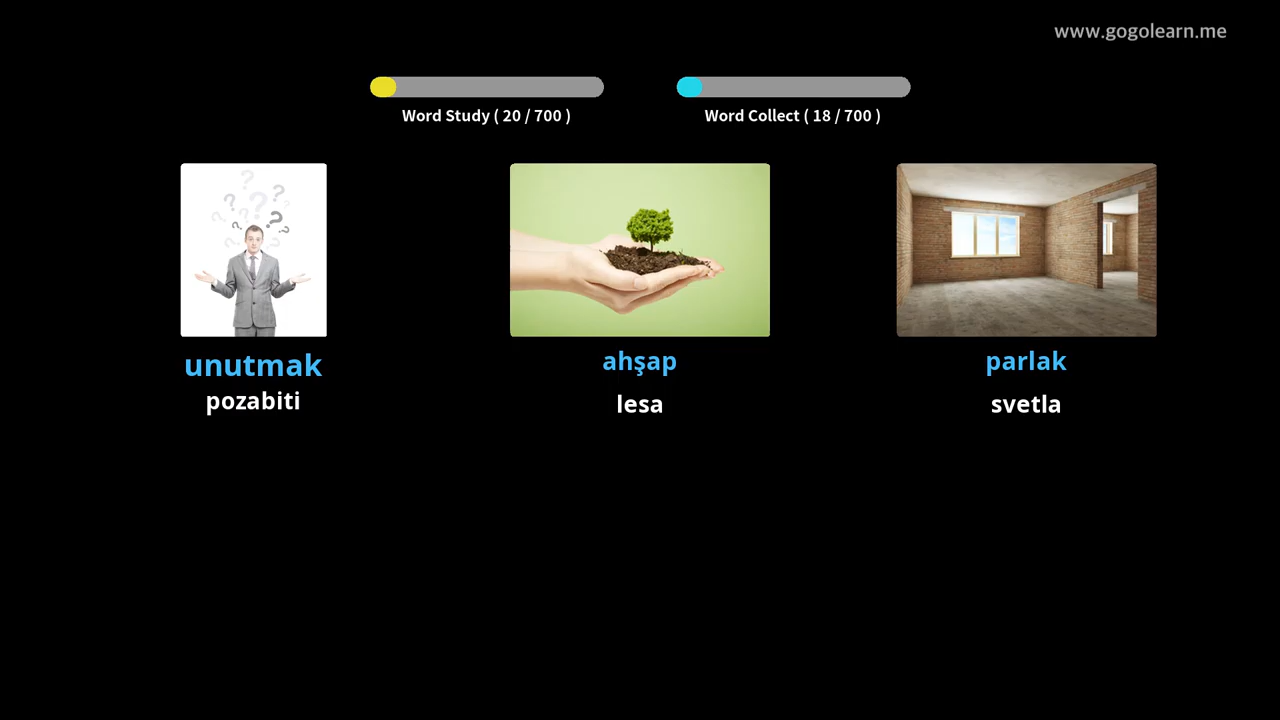 www.gogolearn.me
Word Study ( 20 / 700 )
Word Collect ( 18 / 700 )
unutmak
pozabiti
ahşap
lesa
parlak
svetla